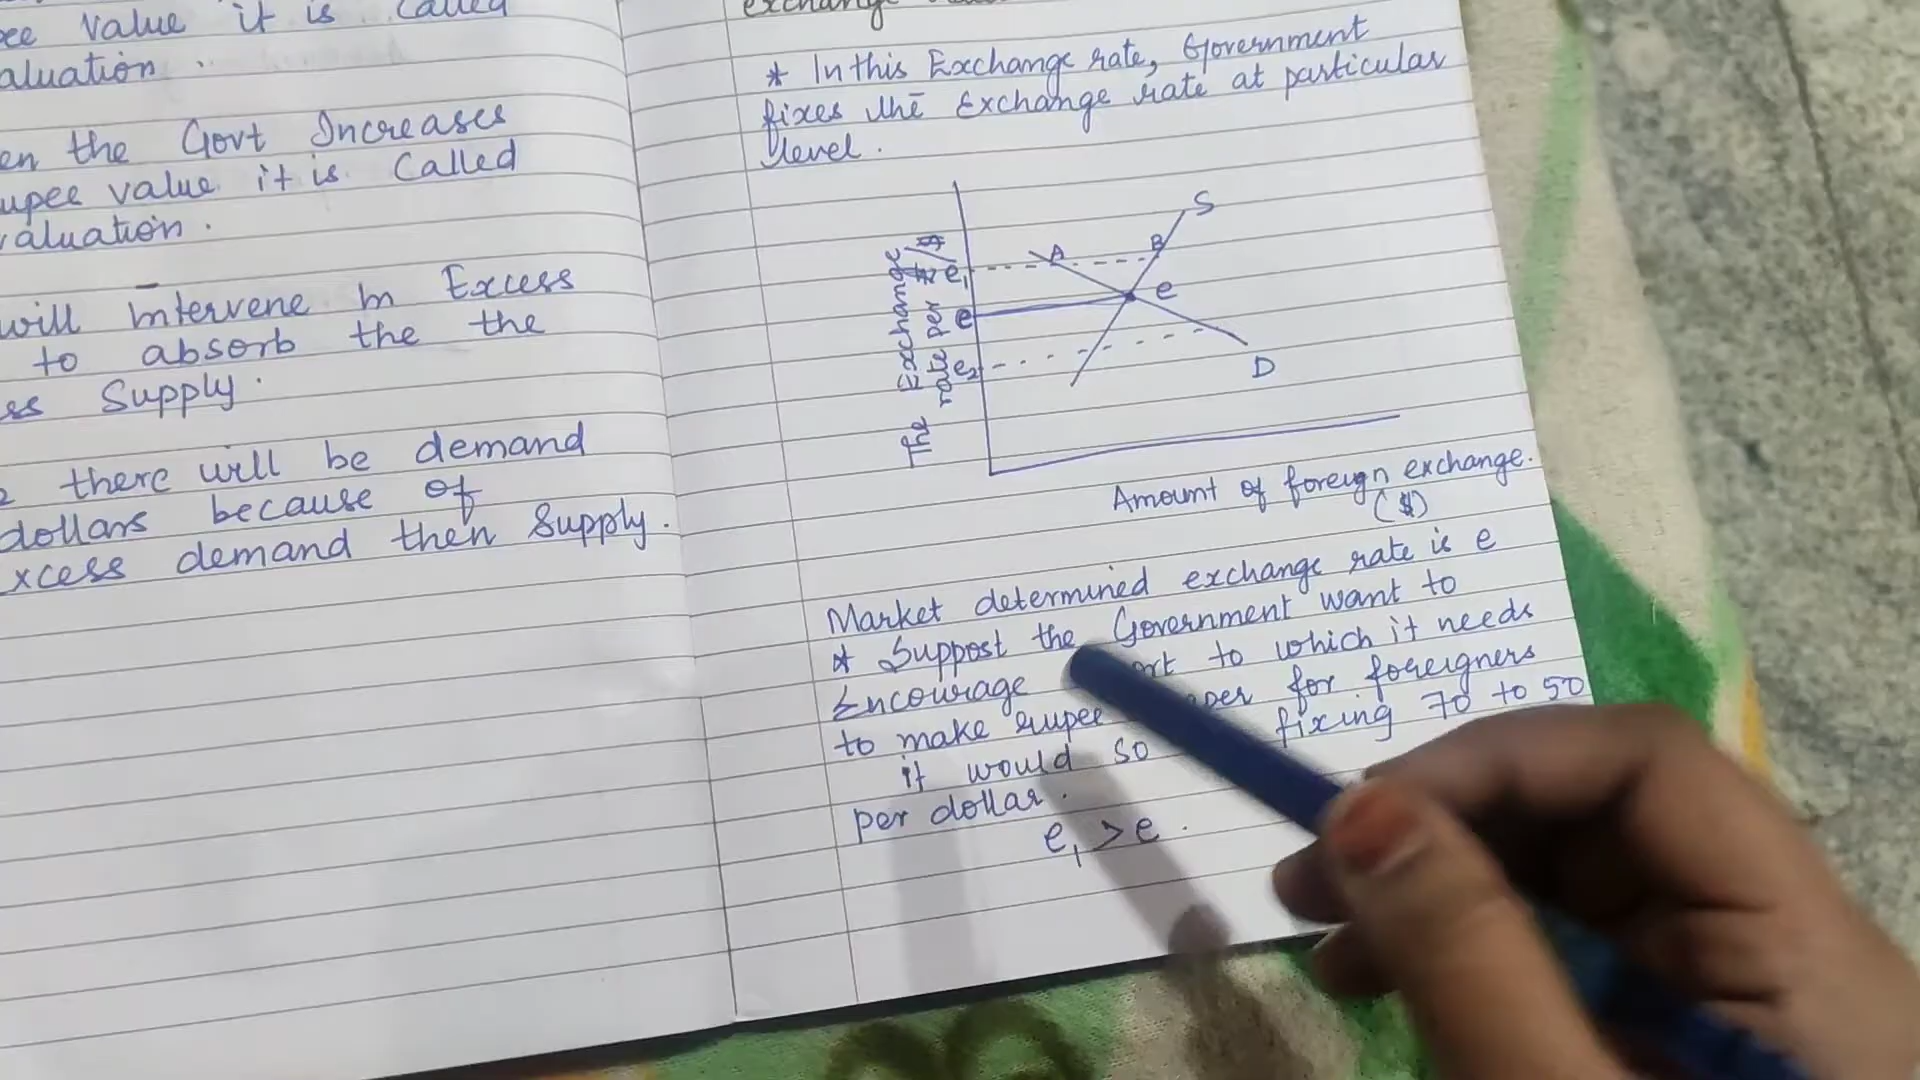 ee value it is called
aluation.
en the Govt Increases
upee value it is Called
aluation.
will intervene in Excess
to absorb the the
ss Supply.
2 there will be demand
dollars because of
xcess demand then Supply.
exchange
* In this Exchange rate, Government
fixes the Exchange rate at particular
level.
The Exchange
rate per
S
A
B
e1
e
e
e2
D
Amount of foreign exchange.
($)
Market determined exchange rate is e
* Suppost the Government want to
Encourage to which it needs
to make rupee for foreigners
it would so fixing 70 to 50
per dollar.
e1 > e.